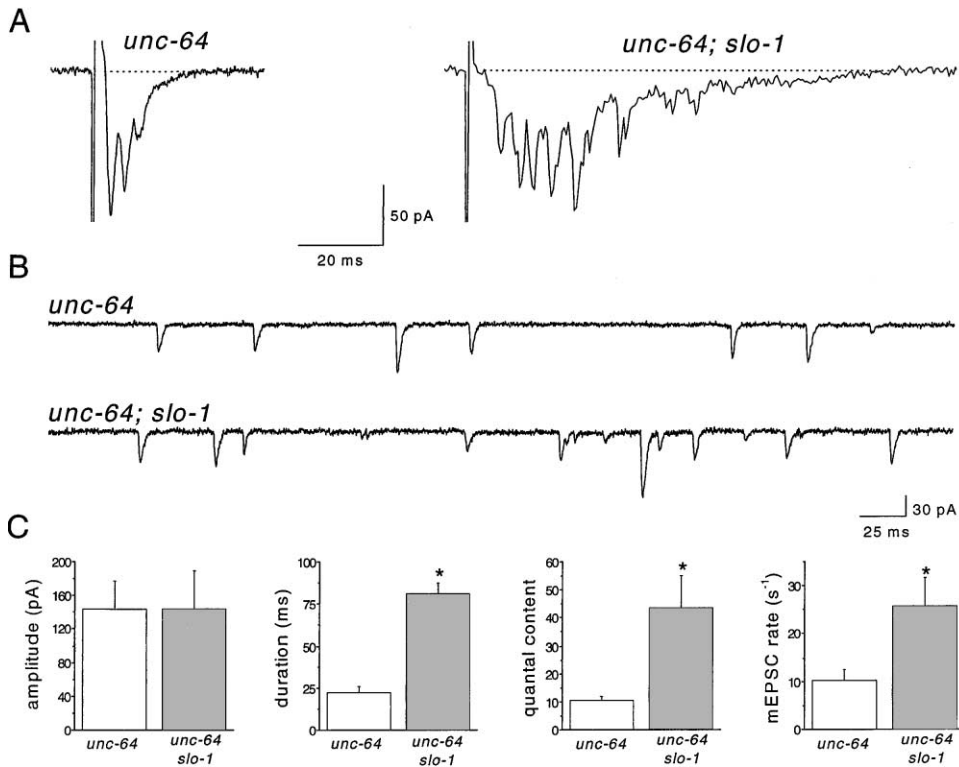 A
unc-64
unc-64; slo-1
50 pA
20 ms
B
unc-64
unc-64; slo-1
30 pA
25 ms
C
amplitude (pA)
200
160
120
80
40
0
unc-64
unc-64
slo-1
duration (ms)
100
75
50
25
0
unc-64
unc-64
slo-1
*
quantal content
60
50
40
30
20
10
0
unc-64
unc-64
slo-1
*
mEPSC rate (s⁻¹)
30
20
10
0
unc-64
unc-64
slo-1
*